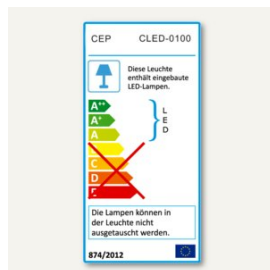 CEP CLED-0100
Diese Leuchte
enthält eingebaute
LED-Lampen.
A++
A+
A
L
E
D
C
D
Die Lampen können in
der Leuchte nicht
ausgetauscht werden.
874/2012